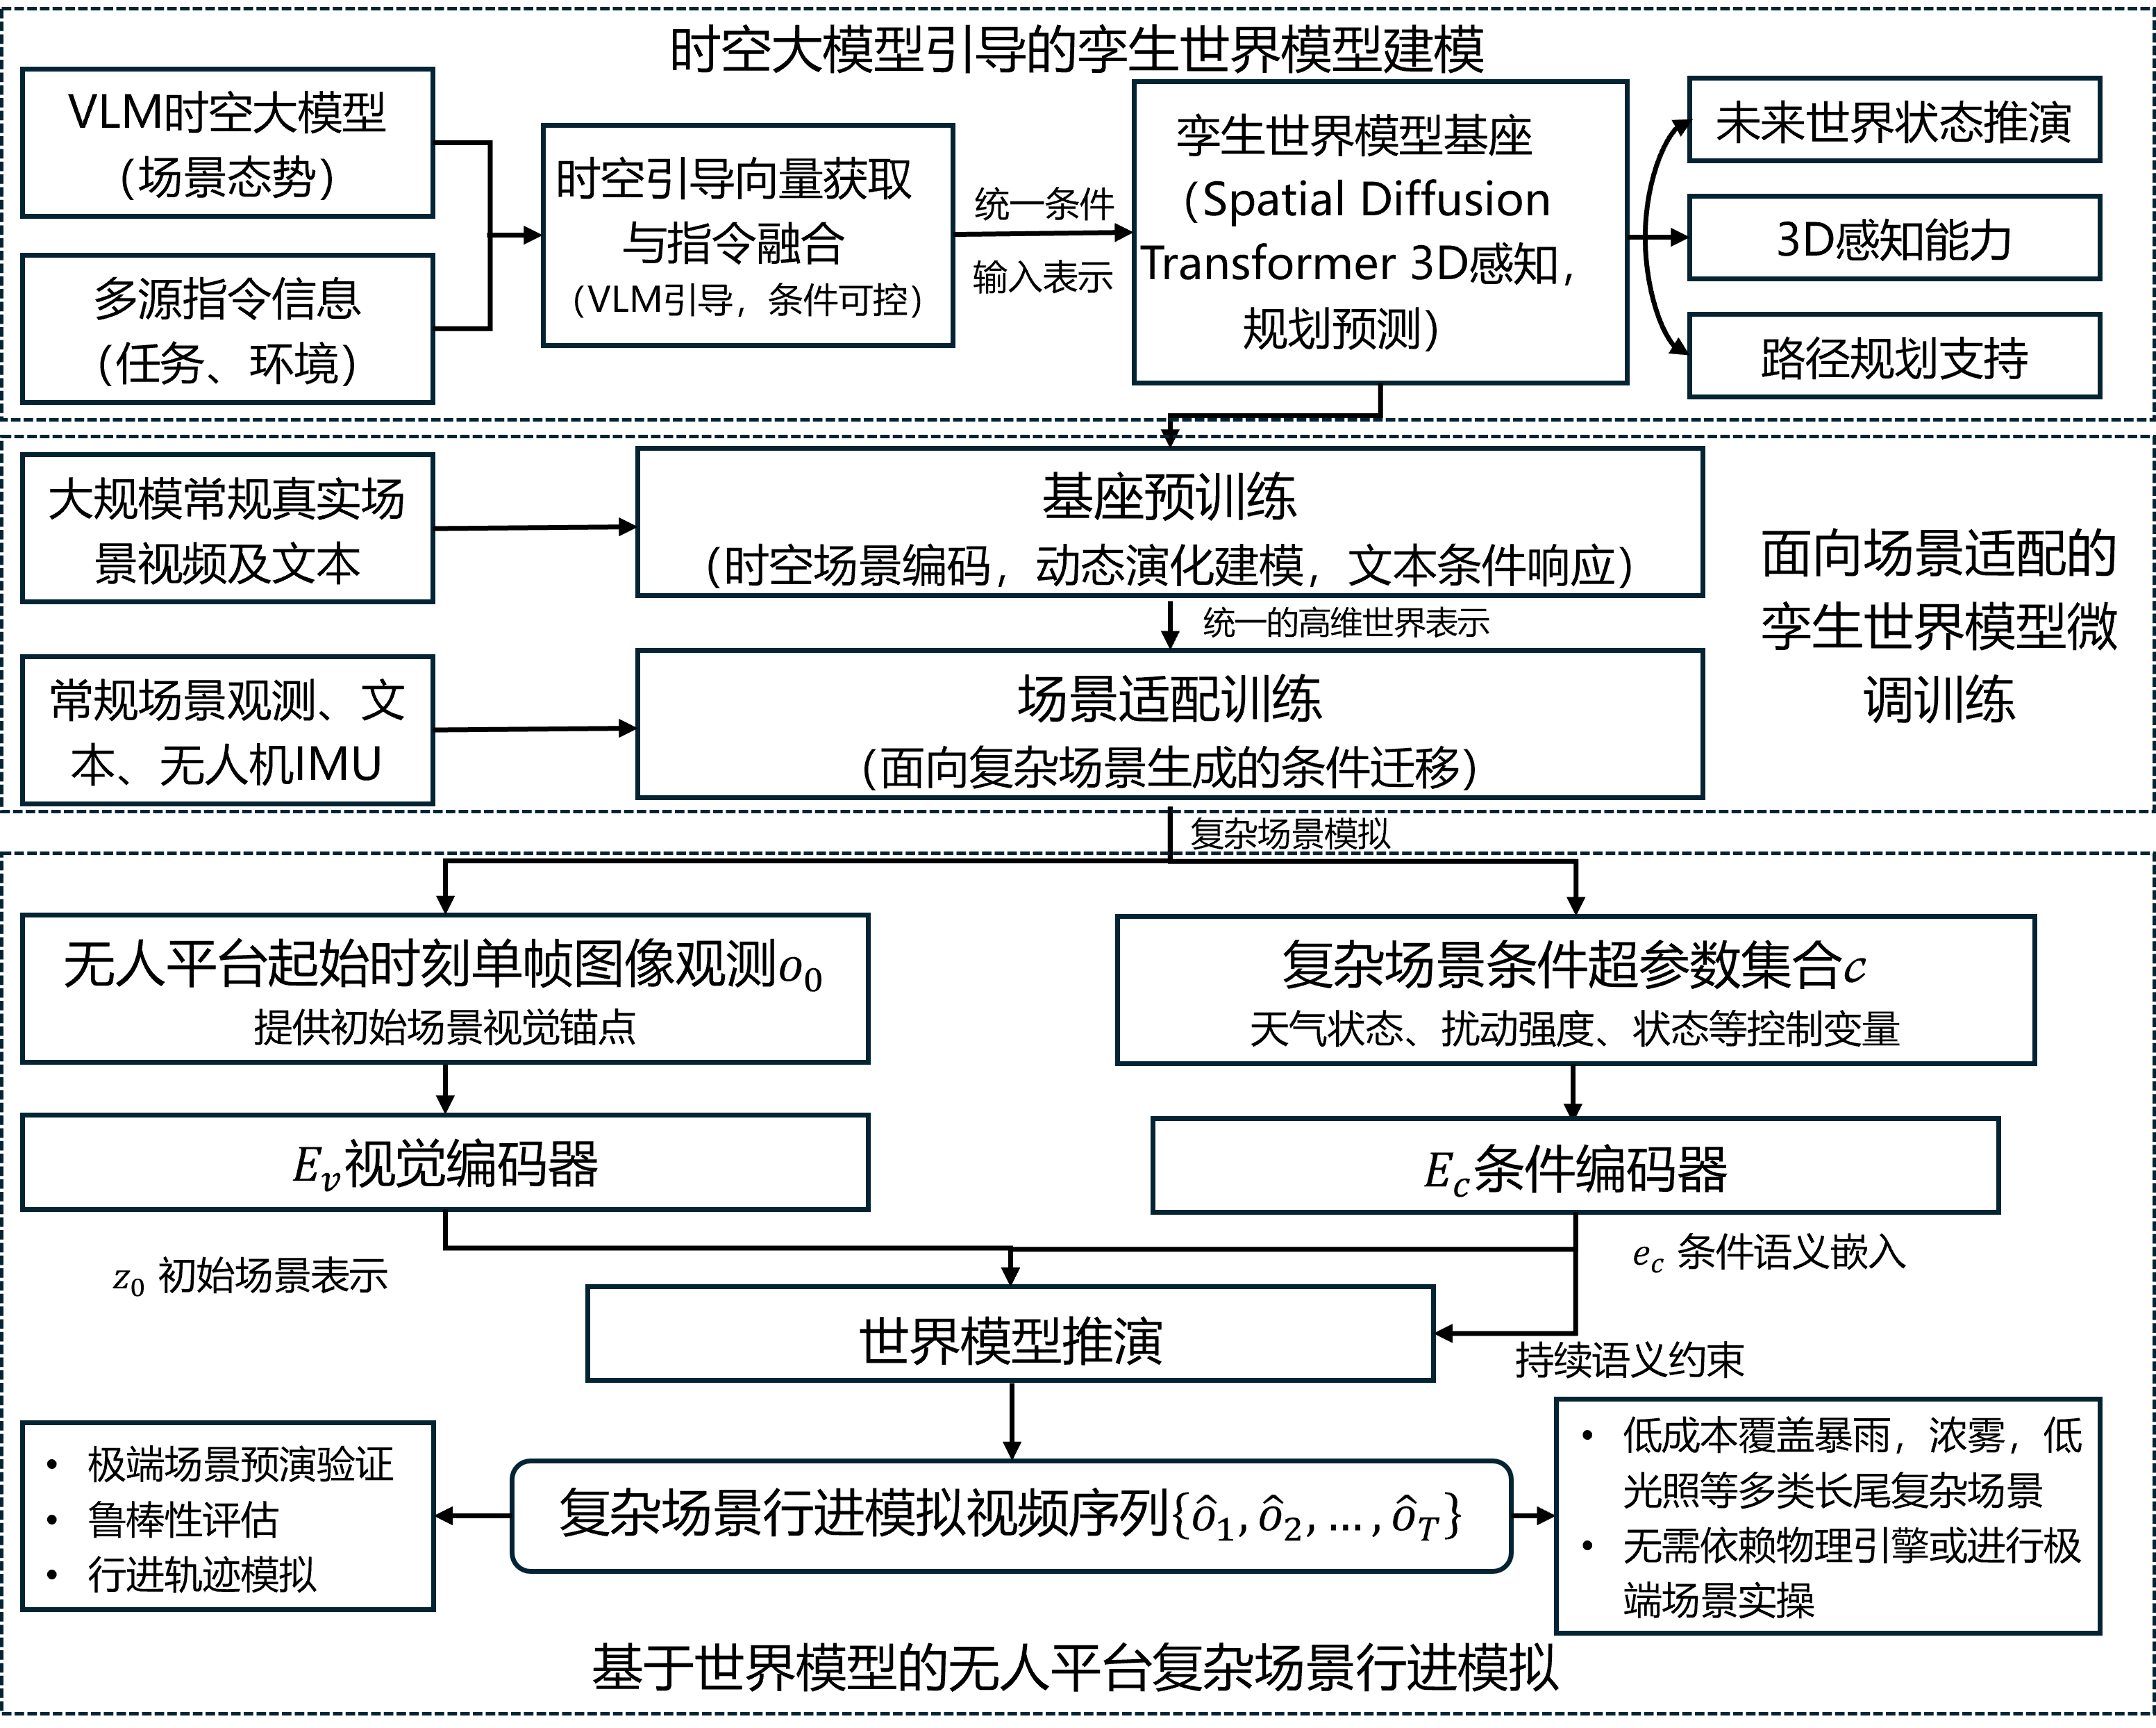 时空大模型引导的孪生世界模型建模
VLM时空大模型
（场景态势）
多源指令信息
（任务、环境）
时空引导向量获取
与指令融合
（VLM引导，条件可控）
统一条件
输入表示
孪生世界模型基座
（Spatial Diffusion
Transformer 3D感知，
规划预测）
未来世界状态推演
3D感知能力
路径规划支持
大规模常规真实场
景视频及文本
基座预训练
（时空场景编码，动态演化建模，文本条件响应）
统一的高维世界表示
常规场景观测、文
本、无人机IMU
场景适配训练
（面向复杂场景生成的条件迁移）
面向场景适配的
孪生世界模型微
调训练
复杂场景模拟
无人平台起始时刻单帧图像观测o₀
提供初始场景视觉锚点
复杂场景条件超参数集合c
天气状态、扰动强度、状态等控制变量
Eᵥ视觉编码器
E_c条件编码器
z₀ 初始场景表示
e_c 条件语义嵌入
世界模型推演
持续语义约束
• 极端场景预演验证
• 鲁棒性评估
• 行进轨迹模拟
复杂场景行进模拟视频序列{ô₁, ô₂, … , ô_T}
• 低成本覆盖暴雨，浓雾，低
光照等多类长尾复杂场景
• 无需依赖物理引擎或进行极
端场景实操
基于世界模型的无人平台复杂场景行进模拟